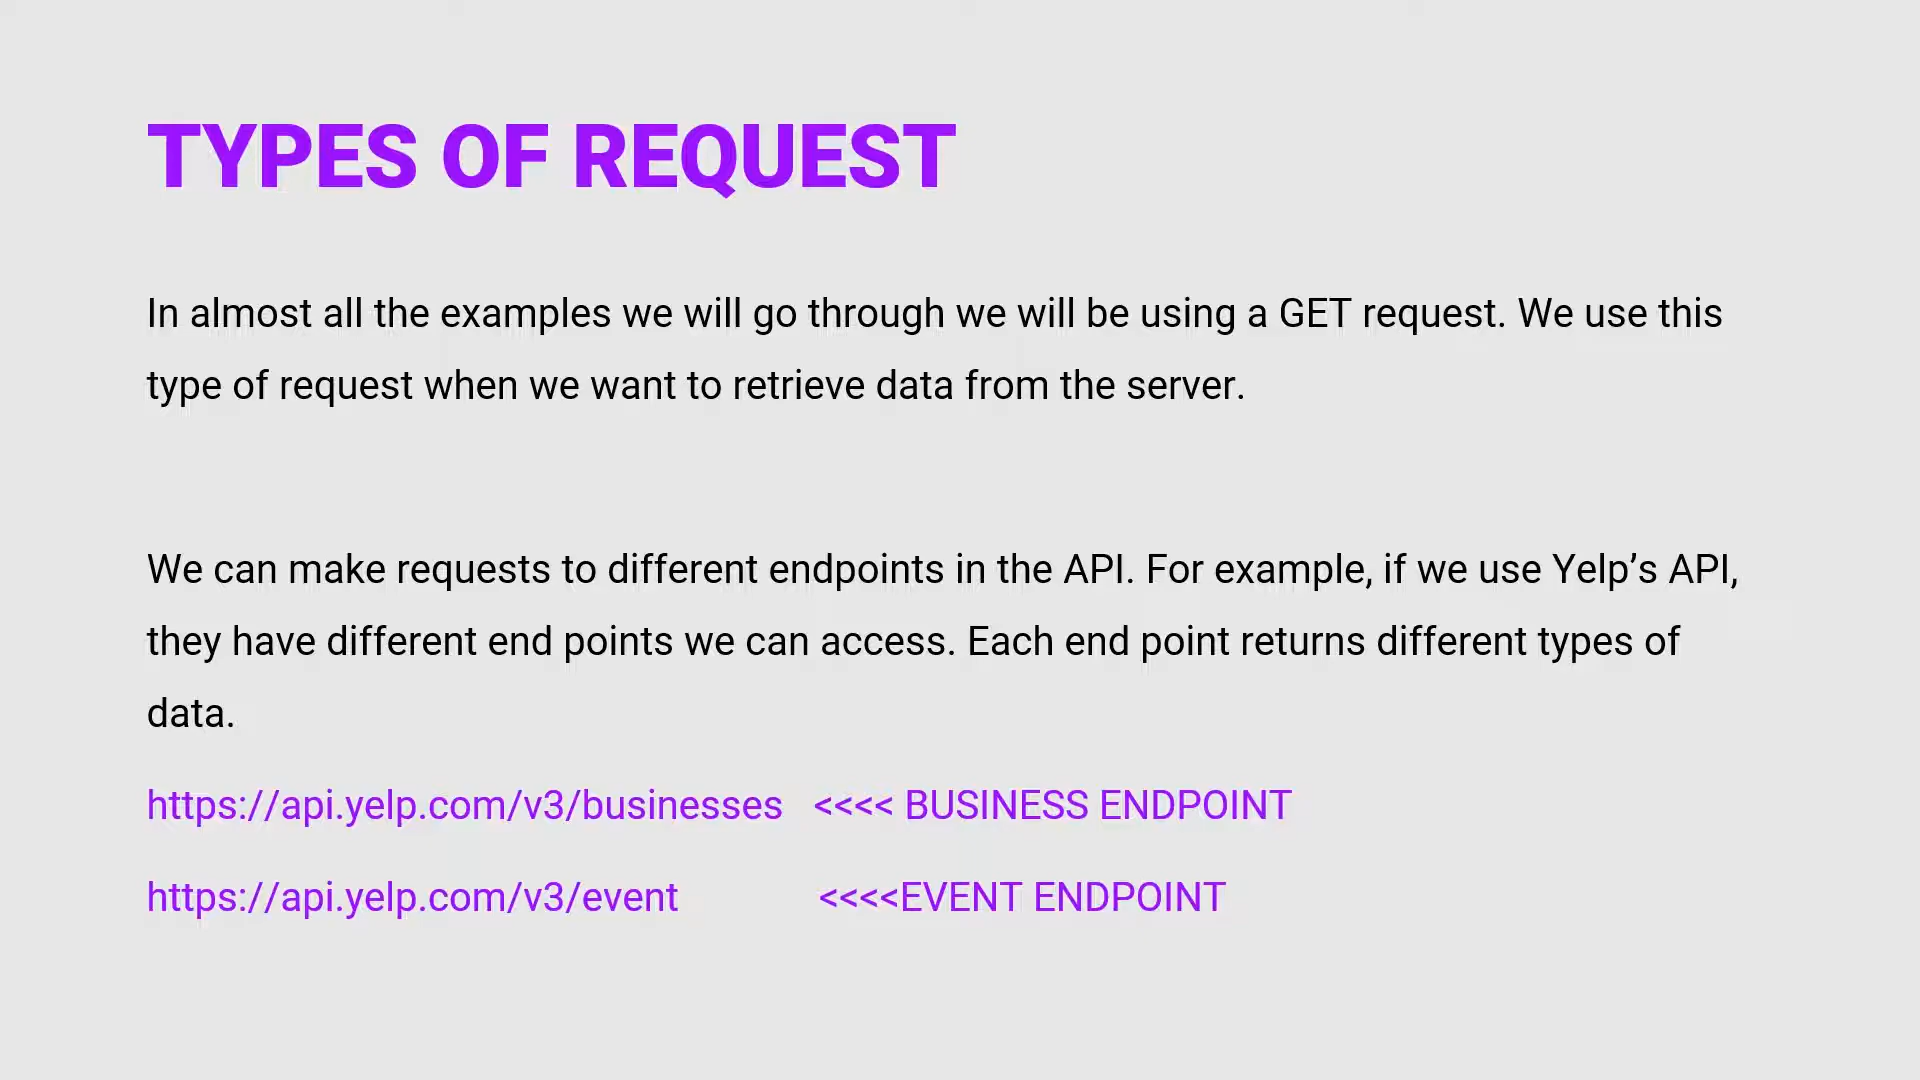 TYPES OF REQUEST
In almost all the examples we will go through we will be using a GET request. We use this
type of request when we want to retrieve data from the server.
We can make requests to different endpoints in the API. For example, if we use Yelp’s API,
they have different end points we can access. Each end point returns different types of
data.
https://api.yelp.com/v3/businesses   <<<< BUSINESS ENDPOINT
https://api.yelp.com/v3/event   <<<<EVENT ENDPOINT